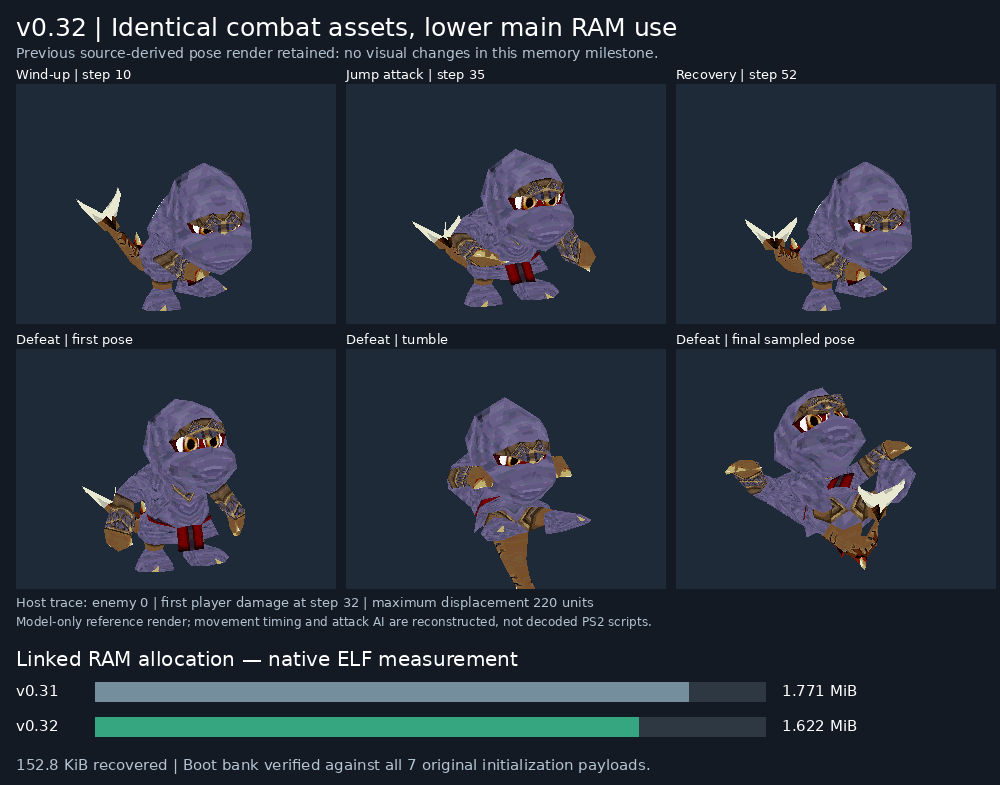 v0.32 | Identical combat assets, lower main RAM use
Previous source-derived pose render retained: no visual changes in this memory milestone.
Wind-up | step 10
Jump attack | step 35
Recovery | step 52
Defeat | first pose
Defeat | tumble
Defeat | final sampled pose
Host trace: enemy 0 | first player damage at step 32 | maximum displacement 220 units
Model-only reference render; movement timing and attack AI are reconstructed, not decoded PS2 scripts.
Linked RAM allocation — native ELF measurement
v0.31 1.771 MiB
v0.32 1.622 MiB
152.8 KiB recovered | Boot bank verified against all 7 original initialization payloads.